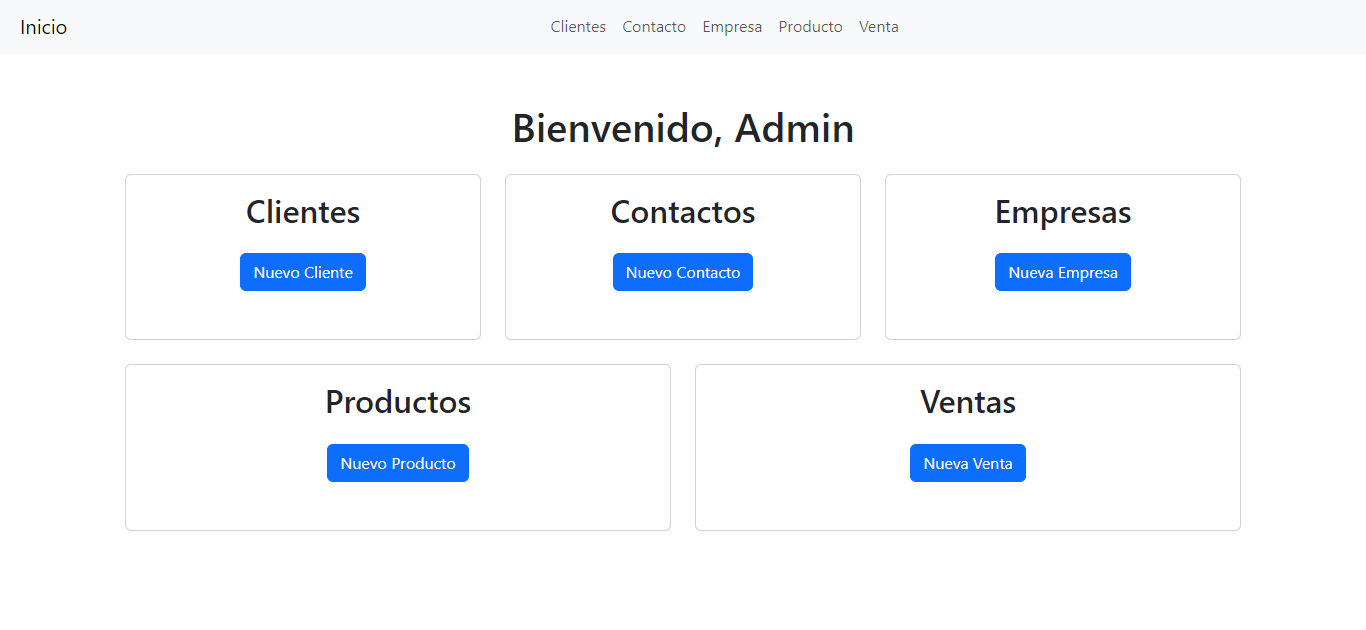 Inicio
Clientes Contacto Empresa Producto Venta
Bienvenido, Admin
Clientes
Nuevo Cliente
Contactos
Nuevo Contacto
Empresas
Nueva Empresa
Productos
Nuevo Producto
Ventas
Nueva Venta